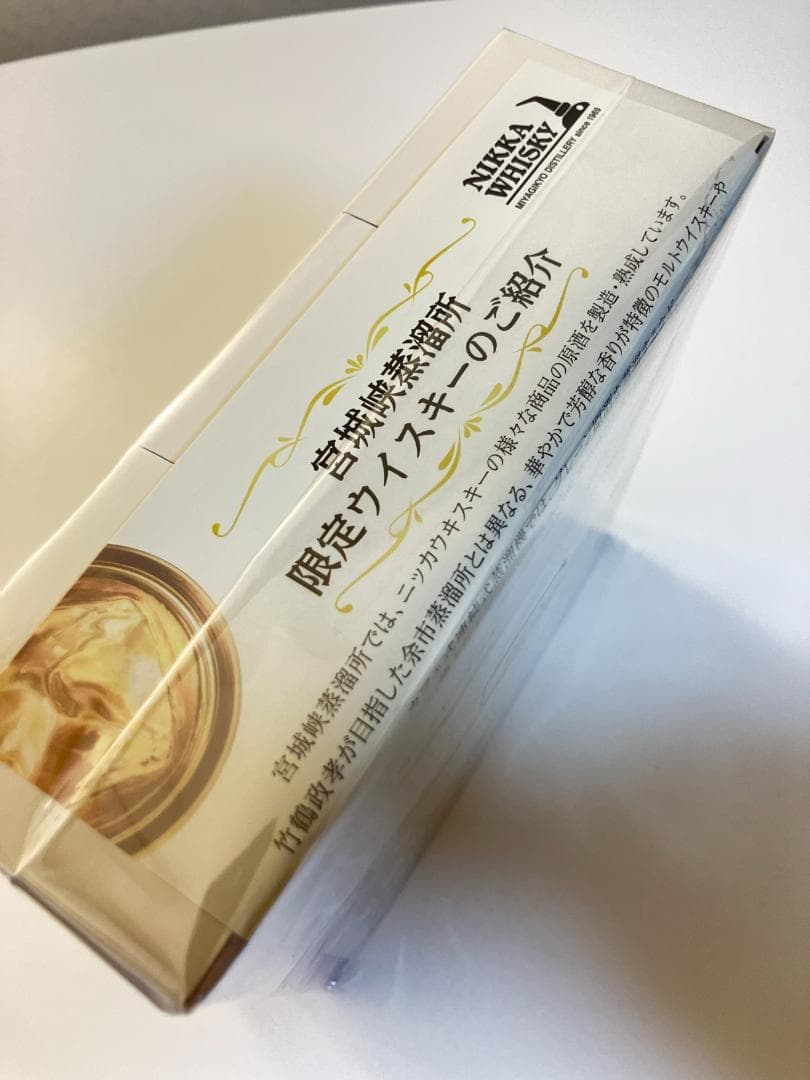 NIKKA
WHISKY
MIYAGIKYO DISTILLERY since 1969
宮城峡蒸溜所
限定ウイスキーのご紹介
宮城峡蒸溜所では、ニッカウヰスキーの様々な商品の原酒を製造・熟成しています。
竹鶴政孝が目指した余市蒸溜所とは異なる、華やかで芳醇な香りが特徴のモルトウイスキーや